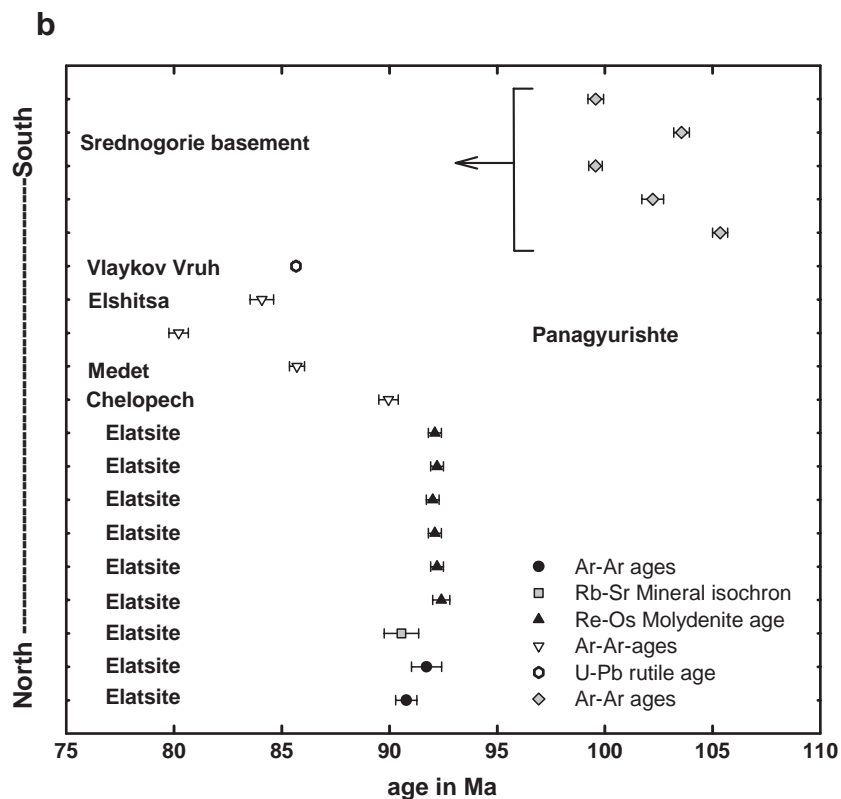 b
South
North
Srednogorie basement
Vlaykov Vruh
Elshitsa
Panagyurishte
Medet
Chelopech
Elatsite
Elatsite
Elatsite
Elatsite
Elatsite
Elatsite
Elatsite
Elatsite
Elatsite
Ar-Ar ages
Rb-Sr Mineral isochron
Re-Os Molydenite age
Ar-Ar-ages
U-Pb rutile age
Ar-Ar ages
75 80 85 90 95 100 105 110
age in Ma